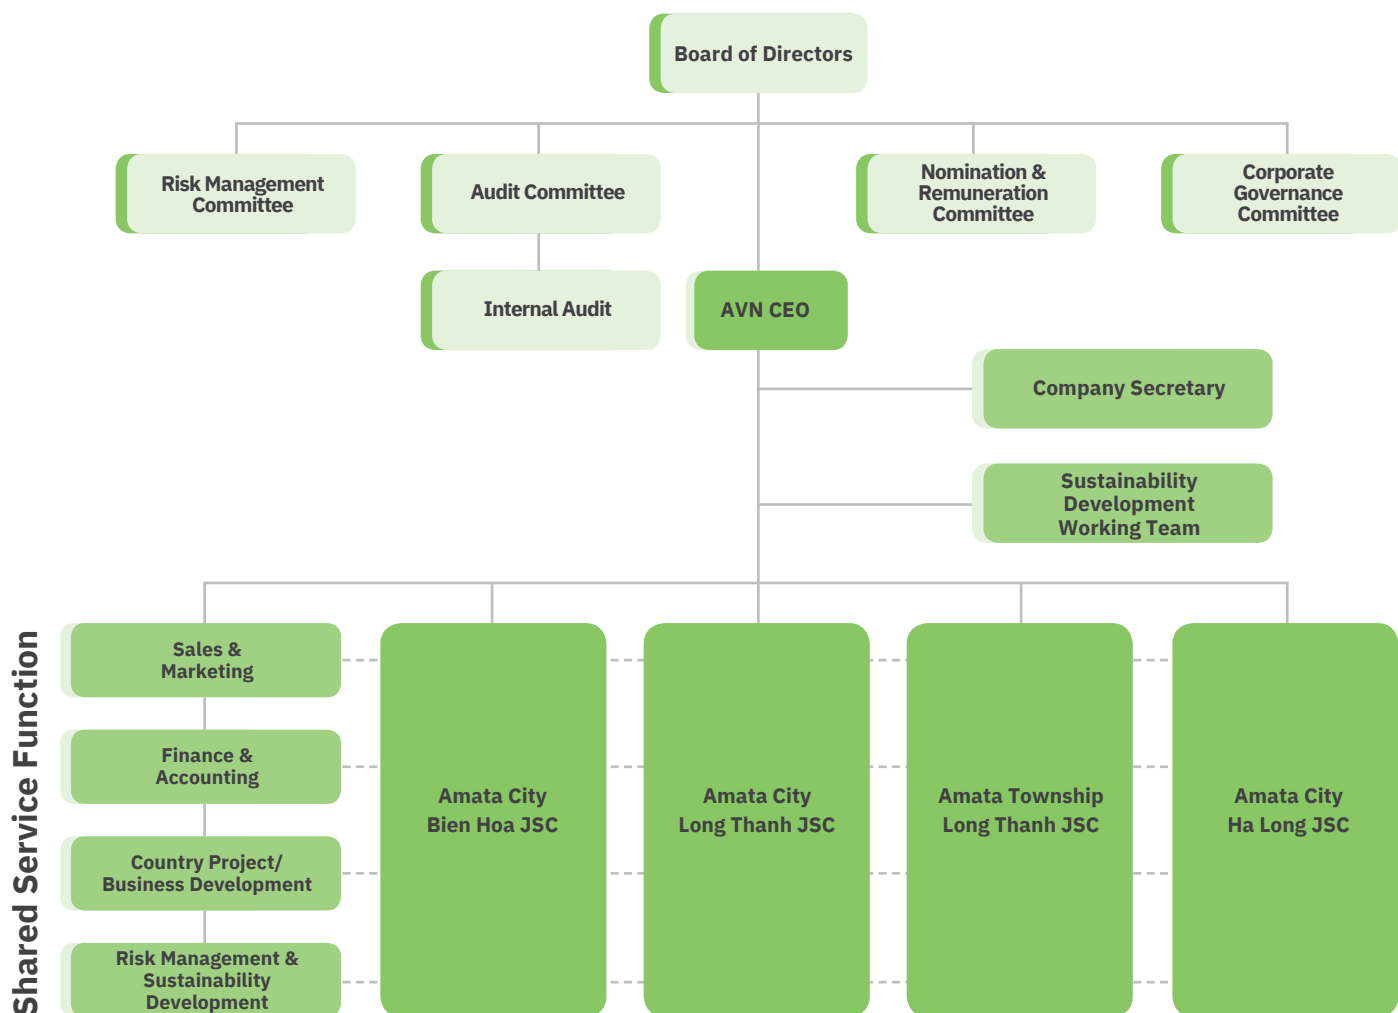 Board of Directors
Risk Management
Committee
Audit Committee
Nomination &
Remuneration
Committee
Corporate
Governance
Committee
Internal Audit
AVN CEO
Company Secretary
Sustainability
Development
Working Team
Shared Service Function
Sales &
Marketing
Finance &
Accounting
Country Project/
Business Development
Risk Management &
Sustainability
Development
Amata City
Bien Hoa JSC
Amata City
Long Thanh JSC
Amata Township
Long Thanh JSC
Amata City
Ha Long JSC